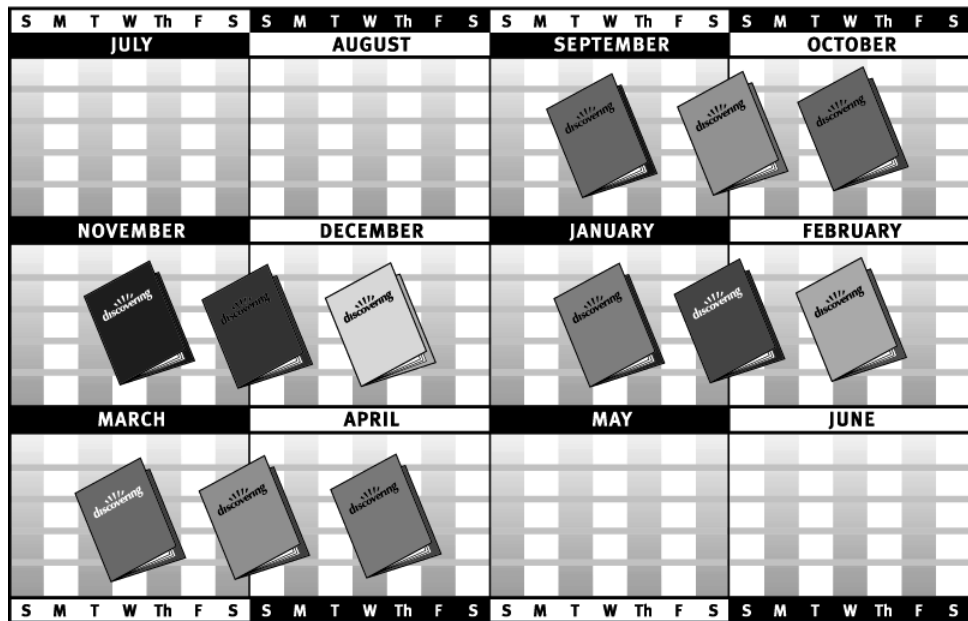 S M T W Th F S S M T W Th F S S M T W Th F S S M T W Th F S
JULY AUGUST SEPTEMBER OCTOBER
discovering discovering discovering
NOVEMBER DECEMBER JANUARY FEBRUARY
discovering discovering discovering discovering discovering discovering
MARCH APRIL MAY JUNE
discovering discovering discovering
S M T W Th F S S M T W Th F S S M T W Th F S S M T W Th F S